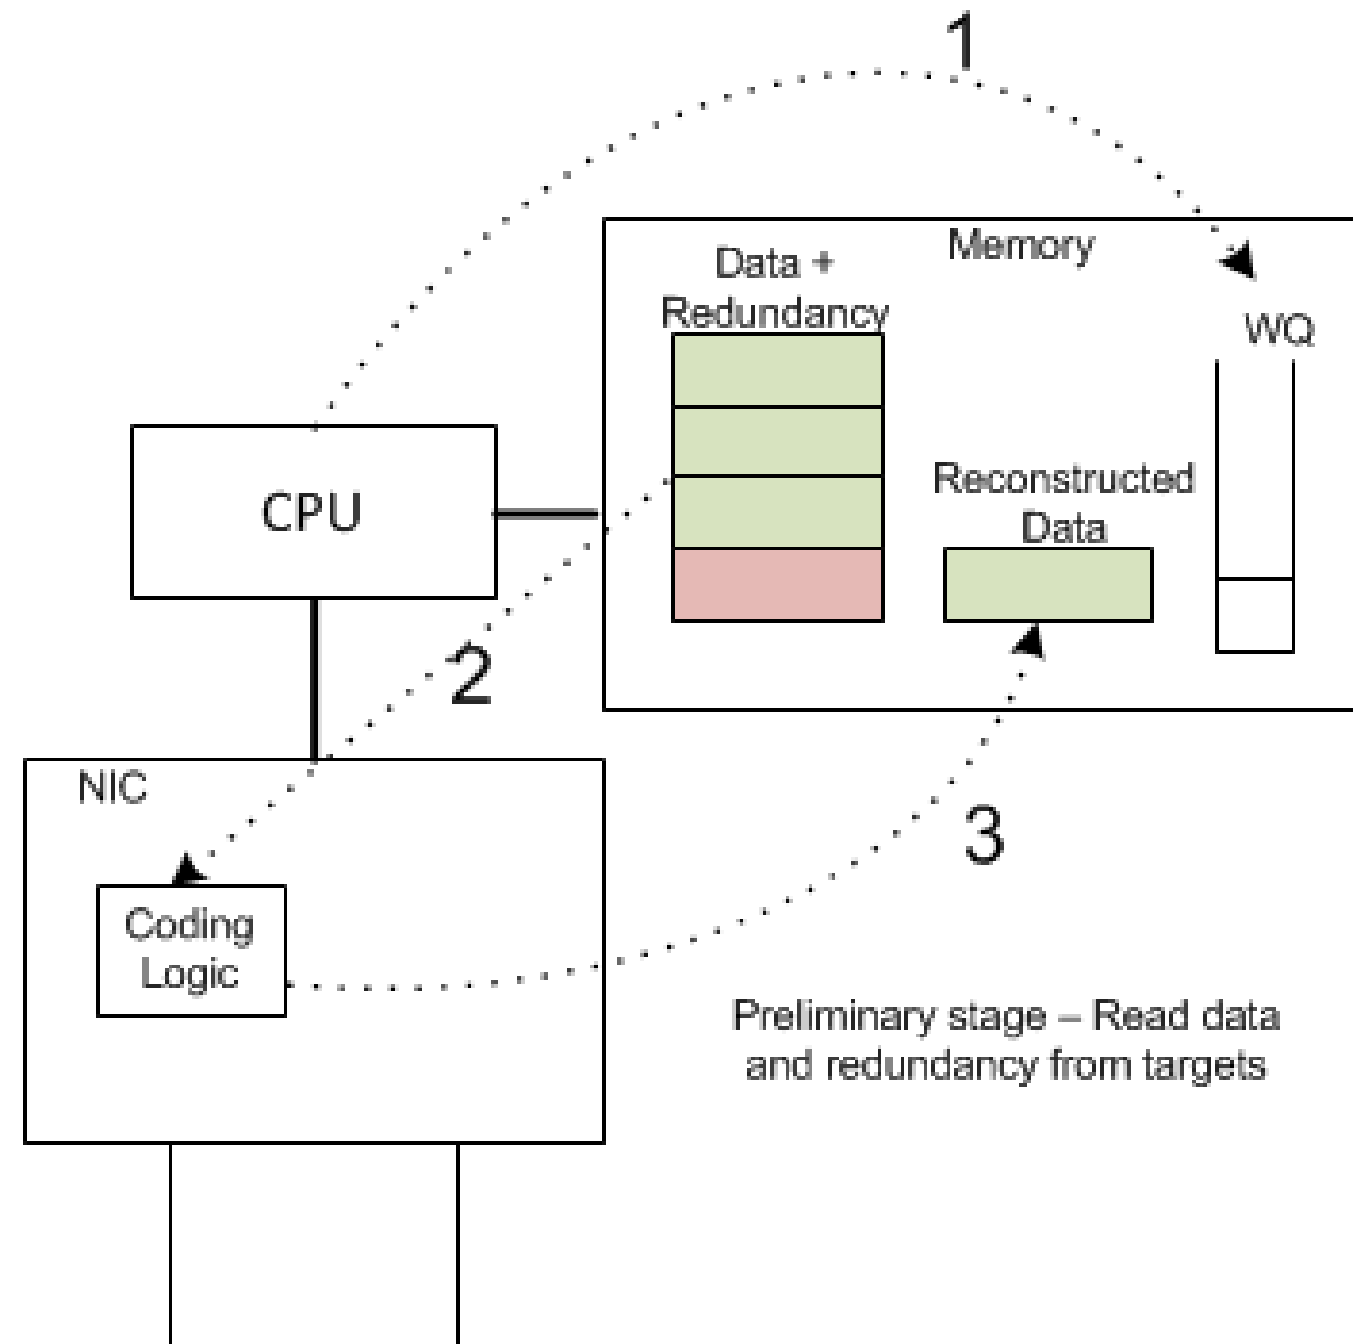 1
Memory
Data +
Redundancy
WQ
Reconstructed
Data
CPU
2
NIC
3
Coding
Logic
Preliminary stage – Read data
and redundancy from targets